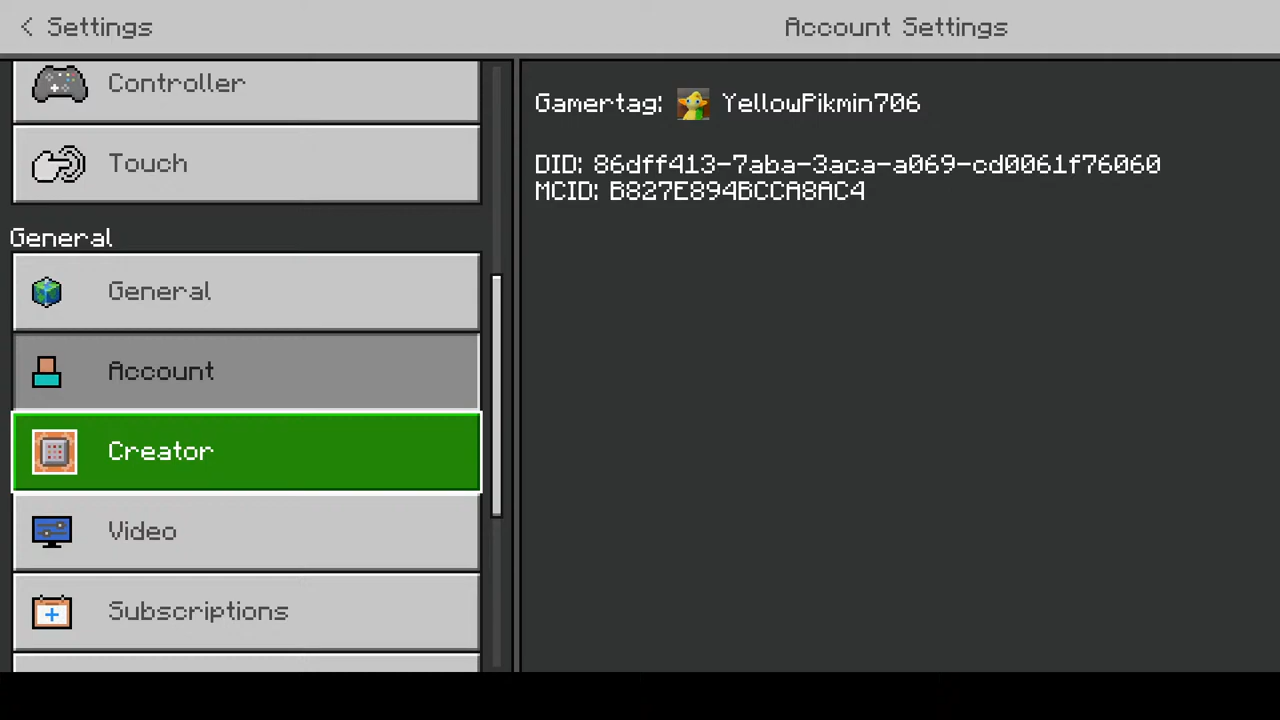 < Settings
Account Settings
Controller
Touch
General
General
Account
Creator
Video
Subscriptions
Gamertag: YellowPikmin706
DID: 86dff413-7aba-3aca-a069-cd0061f76060
MCID: B827E894BCCA8AC4